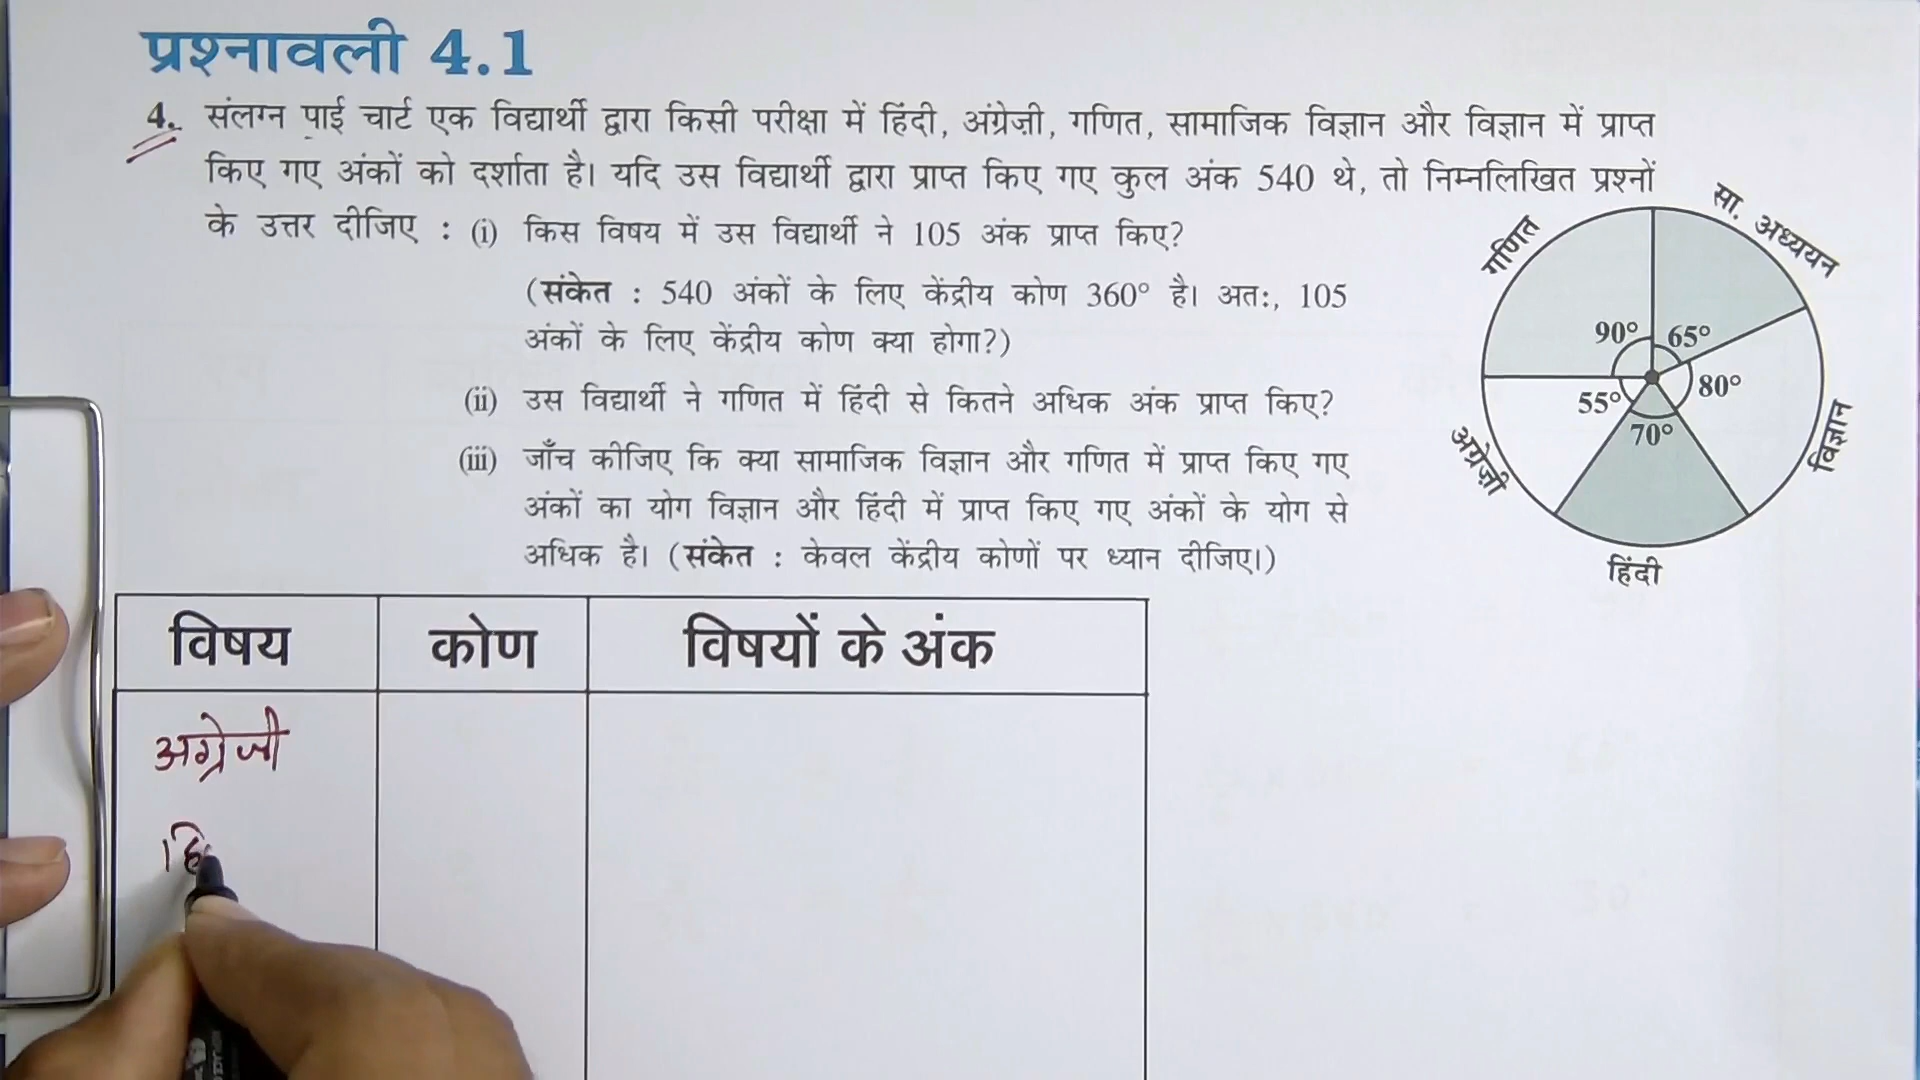 प्रश्नावली 4.1
4. संलग्न पाई चार्ट एक विद्यार्थी द्वारा किसी परीक्षा में हिंदी, अंग्रेज़ी, गणित, सामाजिक विज्ञान और विज्ञान में प्राप्त
किए गए अंकों को दर्शाता है। यदि उस विद्यार्थी द्वारा प्राप्त किए गए कुल अंक 540 थे, तो निम्नलिखित प्रश्नों
के उत्तर दीजिए : (i) किस विषय में उस विद्यार्थी ने 105 अंक प्राप्त किए?
(संकेत : 540 अंकों के लिए केंद्रीय कोण 360° है। अतः, 105
अंकों के लिए केंद्रीय कोण क्या होगा?)
(ii) उस विद्यार्थी ने गणित में हिंदी से कितने अधिक अंक प्राप्त किए?
(iii) जाँच कीजिए कि क्या सामाजिक विज्ञान और गणित में प्राप्त किए गए
अंकों का योग विज्ञान और हिंदी में प्राप्त किए गए अंकों के योग से
अधिक है। (संकेत : केवल केंद्रीय कोणों पर ध्यान दीजिए।)
गणित
सा. अध्ययन
90° 65°
55° 80°
70°
अंग्रेज़ी
विज्ञान
हिंदी
विषय कोण विषयों के अंक
अग्रेजी
हि